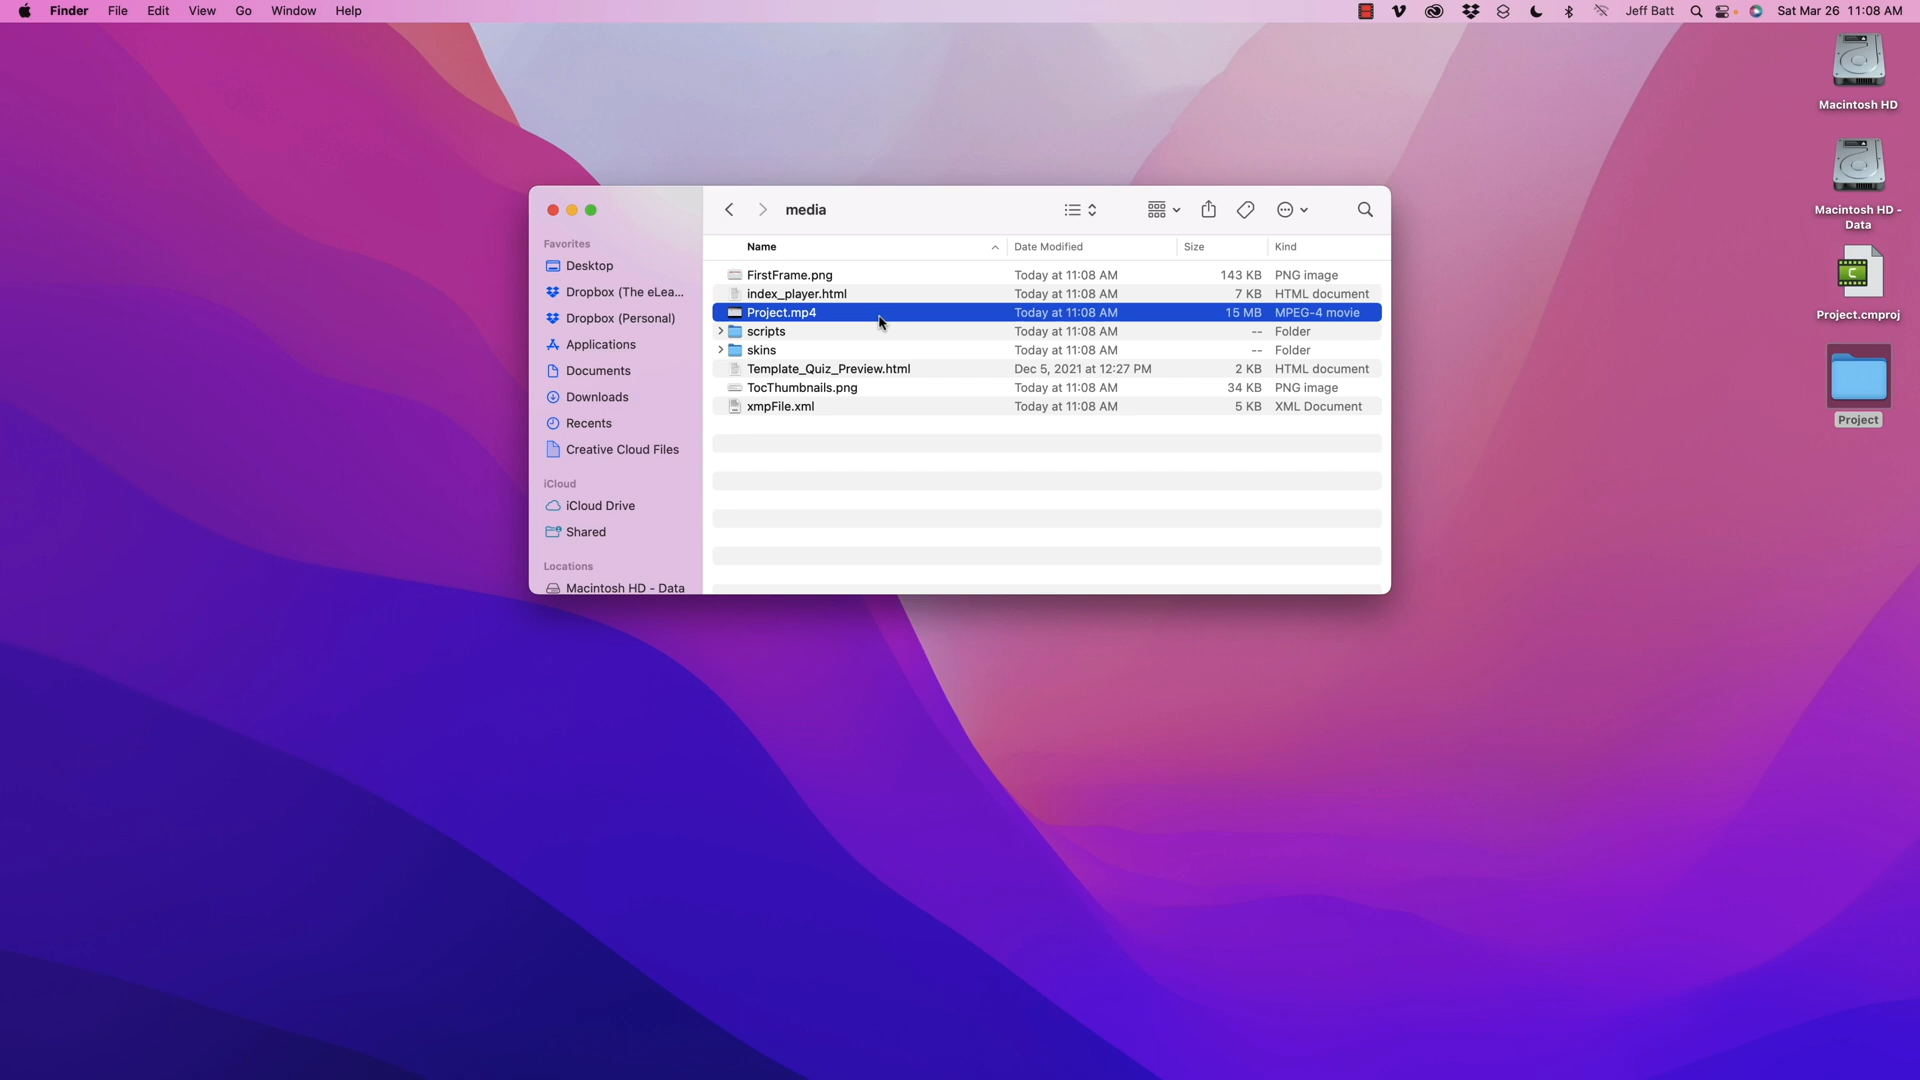 Finder File Edit View Go Window Help Jeff Batt Sat Mar 26 11:08 AM
Macintosh HD
Macintosh HD -
Data
C
Project.cmproj
Project
media
Favorites
Desktop
Dropbox (The eLea...
Dropbox (Personal)
Applications
Documents
Downloads
Recents
Creative Cloud Files
iCloud
iCloud Drive
Shared
Locations
Macintosh HD - Data
Name Date Modified Size Kind
FirstFrame.png Today at 11:08 AM 143 KB PNG image
index_player.html Today at 11:08 AM 7 KB HTML document
Project.mp4 Today at 11:08 AM 15 MB MPEG-4 movie
scripts Today at 11:08 AM -- Folder
skins Today at 11:08 AM -- Folder
Template_Quiz_Preview.html Dec 5, 2021 at 12:27 PM 2 KB HTML document
TocThumbnails.png Today at 11:08 AM 34 KB PNG image
xmpFile.xml Today at 11:08 AM 5 KB XML Document